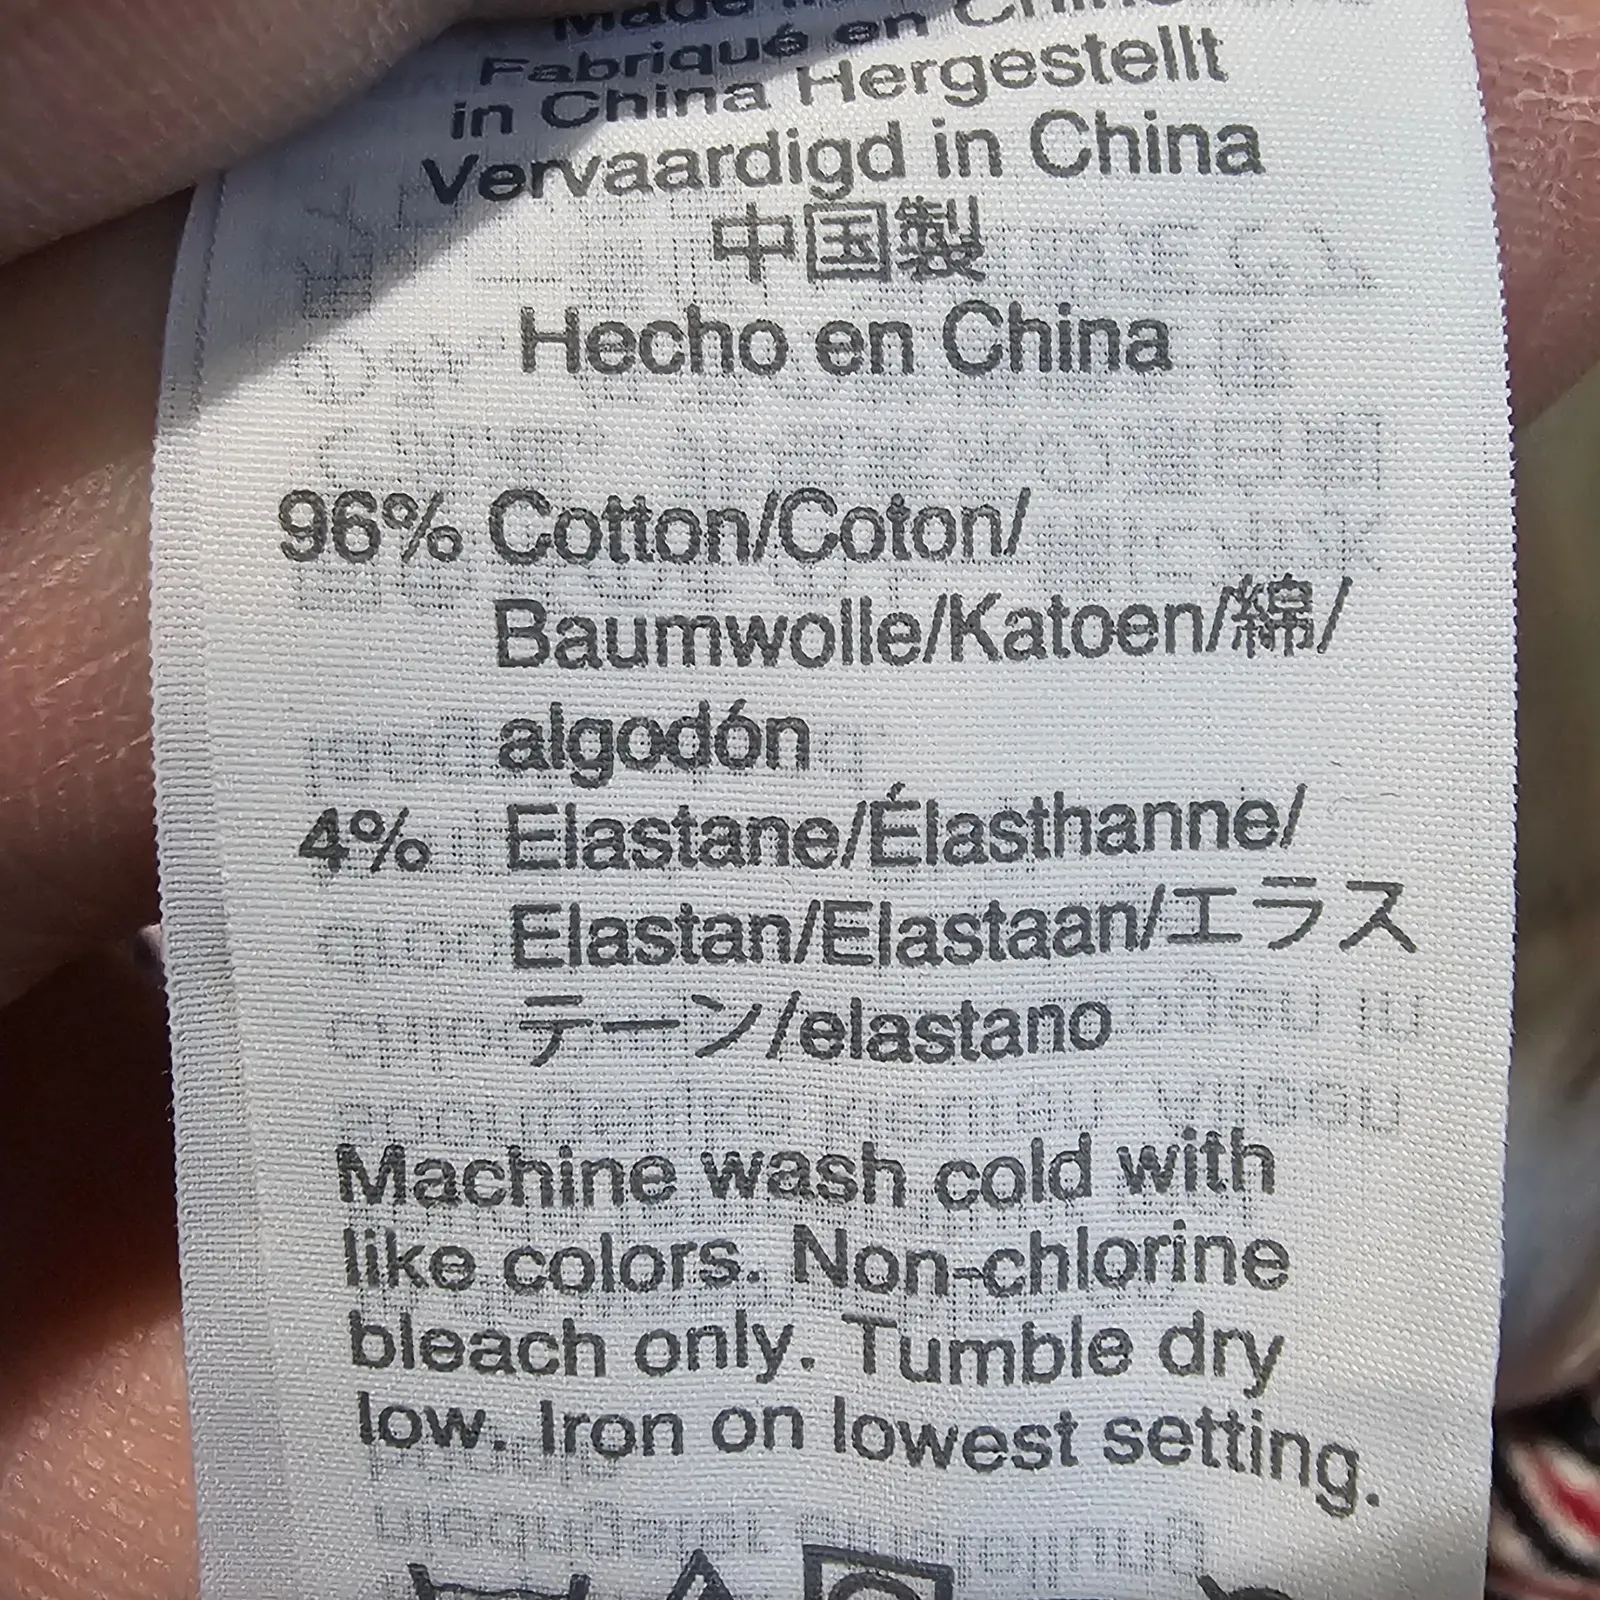 Made in
Fabriqué en Chine
in China Hergestellt
Vervaardigd in China
中国製
Hecho en China
96% Cotton/Coton/
Baumwolle/Katoen/綿/
algodón
4% Elastane/Élasthanne/
Elastan/Elastaan/エラス
テーン/elastano
Machine wash cold with
like colors. Non-chlorine
bleach only. Tumble dry
low. Iron on lowest setting.